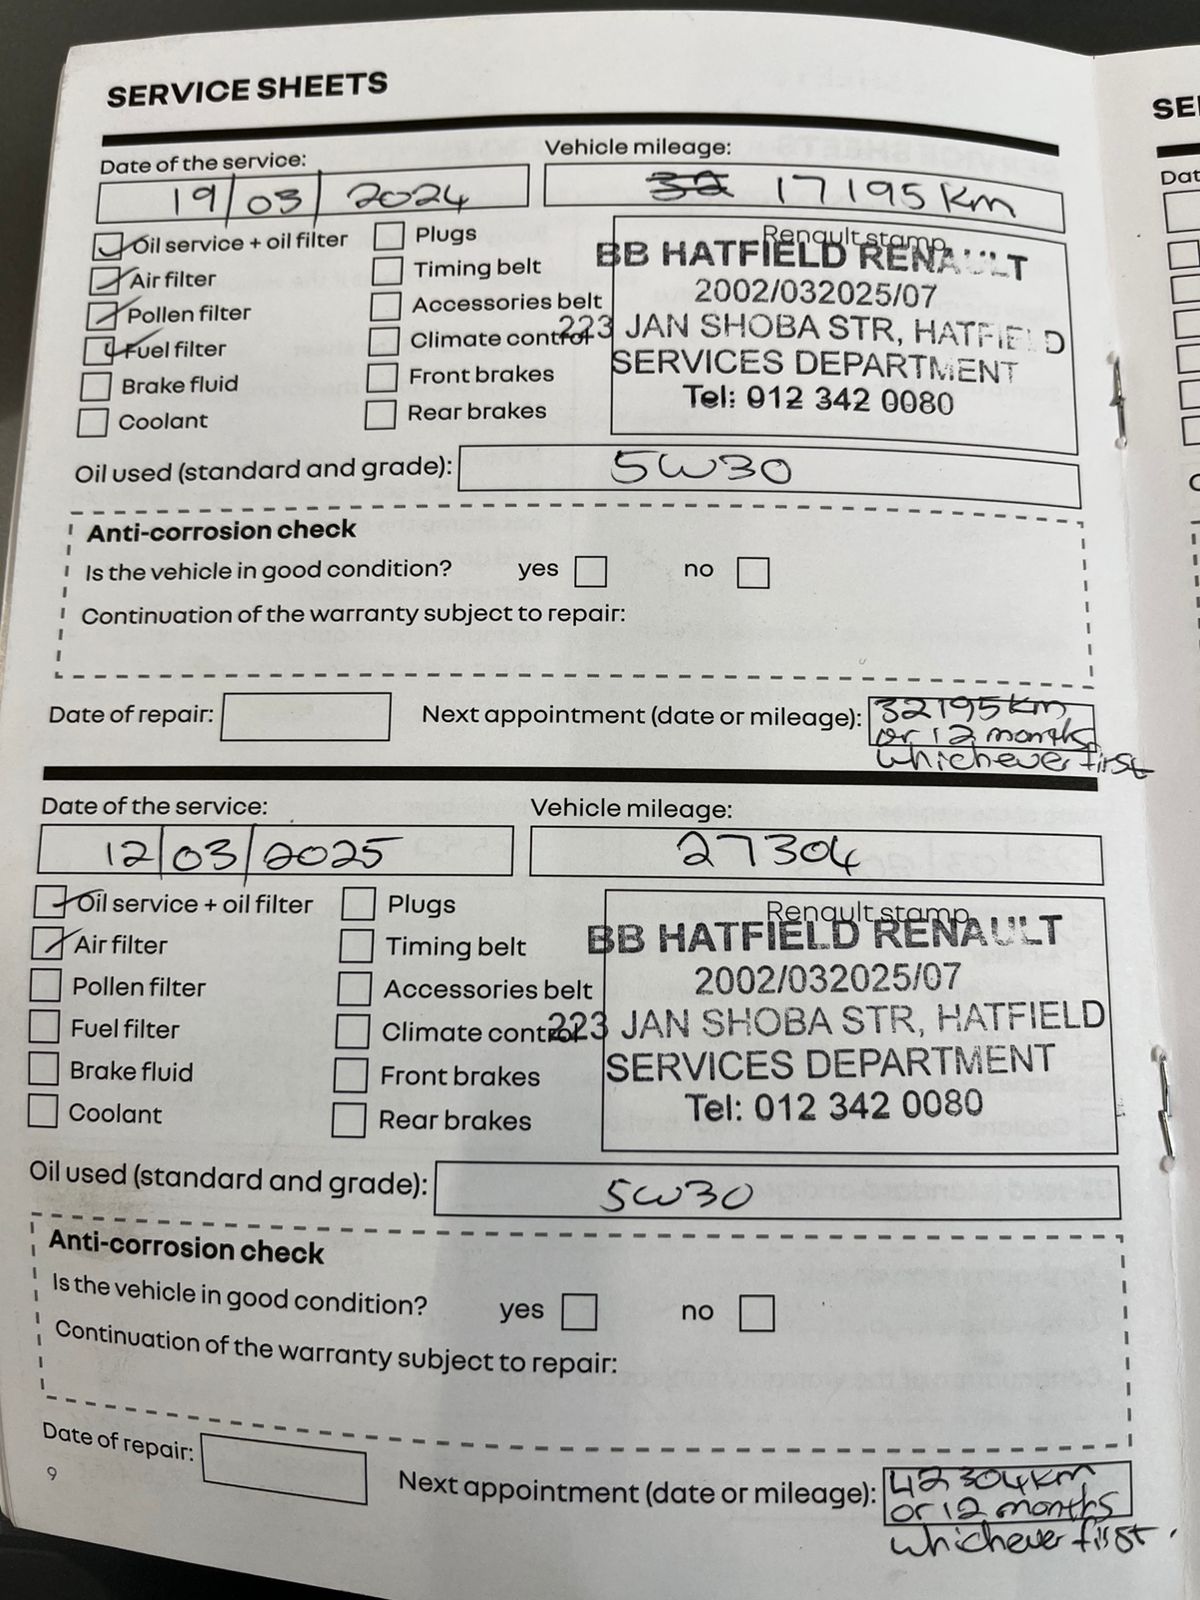 SERVICE SHEETS
SE
Date of the service:
Vehicle mileage:
Dat
19/03/2024
32 17195 Km
Oil service + oil filter
Plugs
Renault stamp
BB HATFIELD RENAULT
Air filter
Timing belt
2002/032025/07
Pollen filter
Accessories belt
223 JAN SHOBA STR, HATFIELD
Fuel filter
Climate control
SERVICES DEPARTMENT
Brake fluid
Front brakes
Tel: 012 342 0080
Coolant
Rear brakes
Oil used (standard and grade):
5W30
Anti-corrosion check
Is the vehicle in good condition? yes no
Continuation of the warranty subject to repair:
Date of repair:
Next appointment (date or mileage):
32195km
or 12 months
whichever first
Date of the service:
Vehicle mileage:
12/03/2025
27304
Oil service + oil filter
Plugs
Renault stamp
BB HATFIELD RENAULT
Air filter
Timing belt
2002/032025/07
Pollen filter
Accessories belt
223 JAN SHOBA STR, HATFIELD
Fuel filter
Climate control
SERVICES DEPARTMENT
Brake fluid
Front brakes
Tel: 012 342 0080
Coolant
Rear brakes
Oil used (standard and grade):
5W30
Anti-corrosion check
Is the vehicle in good condition? yes no
Continuation of the warranty subject to repair:
Date of repair:
Next appointment (date or mileage):
42304km
or 12 months
whichever first.
9